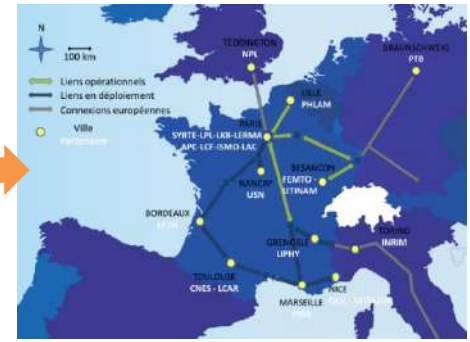 N
100 km
Liens opérationnels
Liens en déploiement
Connexions européennes
Ville
Partenaire
TEDDINGTON
NPL
BRAUNSCHWEIG
PTB
LILLE
PHLAM
PARIS
SYRTE-LPL-LKB-LERMA
APC-LCF-ISMO-LAC
BESANCON
FEMTO -
UTINAM
NANCAY
USN
BORDEAUX
GRENOBLE
LIPHY
TORINO
INRIM
TOULOUSE
CNES - LCAR
MARSEILLE
NICE